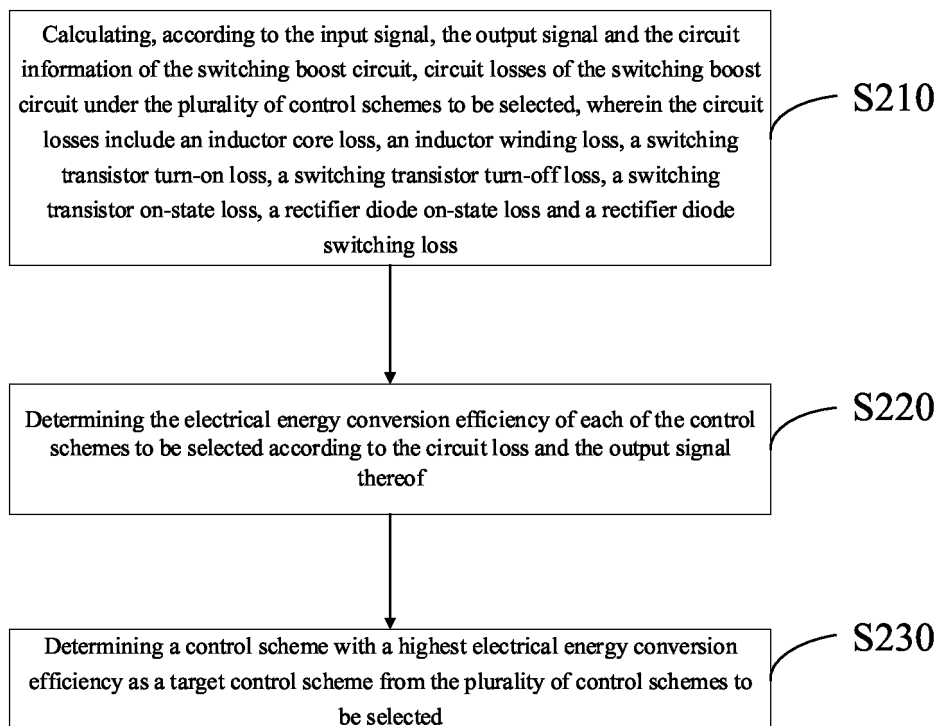 Calculating, according to the input signal, the output signal and the circuit
information of the switching boost circuit, circuit losses of the switching boost
circuit under the plurality of control schemes to be selected, wherein the circuit
losses include an inductor core loss, an inductor winding loss, a switching
transistor turn-on loss, a switching transistor turn-off loss, a switching
transistor on-state loss, a rectifier diode on-state loss and a rectifier diode
switching loss
S210
Determining the electrical energy conversion efficiency of each of the control
schemes to be selected according to the circuit loss and the output signal
thereof
S220
Determining a control scheme with a highest electrical energy conversion
efficiency as a target control scheme from the plurality of control schemes to
be selected
S230